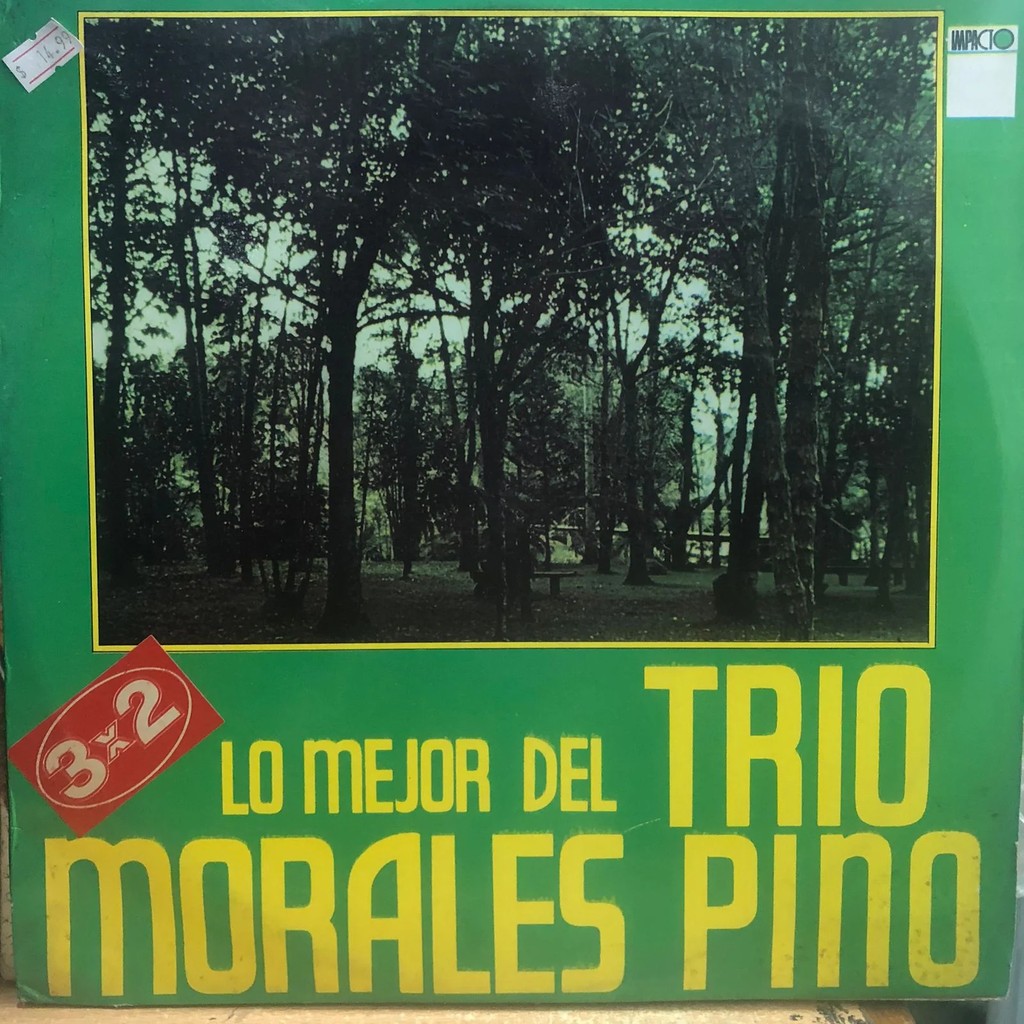 $ 14.99
IMPACTO
3x2
LO MEJOR DEL TRIO
MORALES PINO